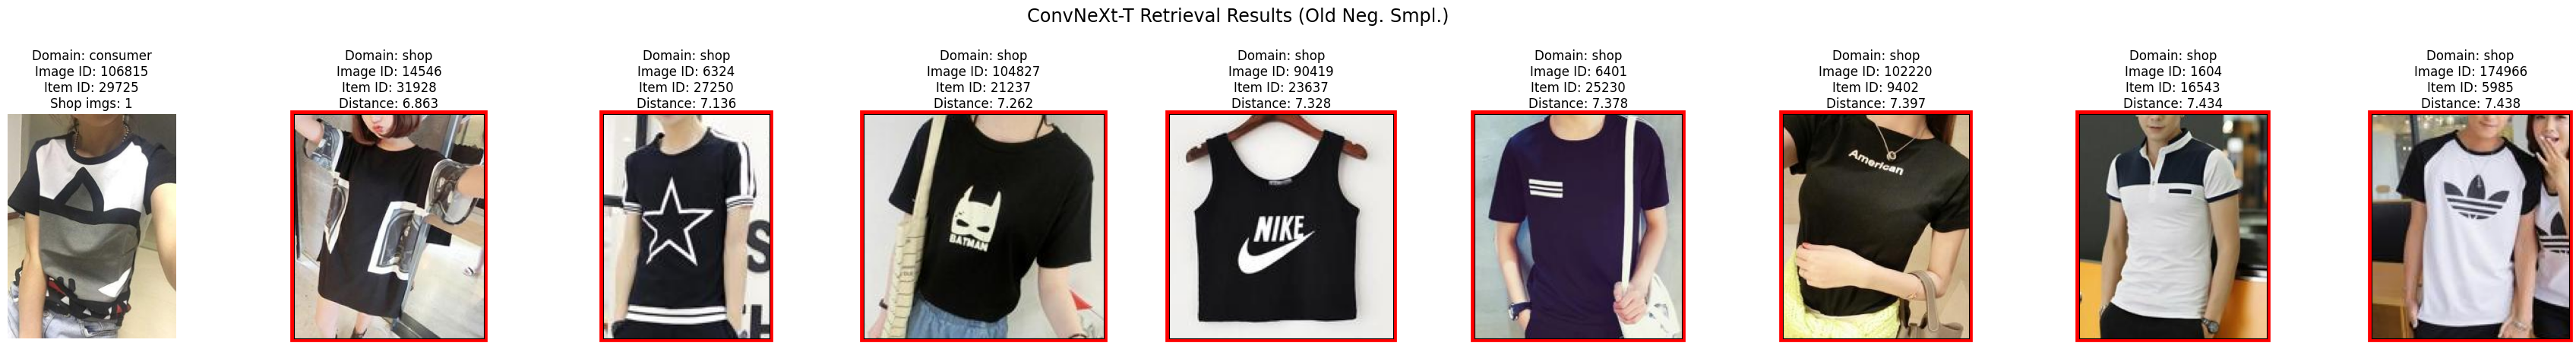 ConvNeXt-T Retrieval Results (Old Neg. Smpl.)
Domain: consumer
Image ID: 106815
Item ID: 29725
Shop imgs: 1
Domain: shop
Image ID: 14546
Item ID: 31928
Distance: 6.863
Domain: shop
Image ID: 6324
Item ID: 27250
Distance: 7.136
Domain: shop
Image ID: 104827
Item ID: 21237
Distance: 7.262
BATMAN
Domain: shop
Image ID: 90419
Item ID: 23637
Distance: 7.328
NIKE
Domain: shop
Image ID: 6401
Item ID: 25230
Distance: 7.378
Domain: shop
Image ID: 102220
Item ID: 9402
Distance: 7.397
American
Domain: shop
Image ID: 1604
Item ID: 16543
Distance: 7.434
Domain: shop
Image ID: 174966
Item ID: 5985
Distance: 7.438